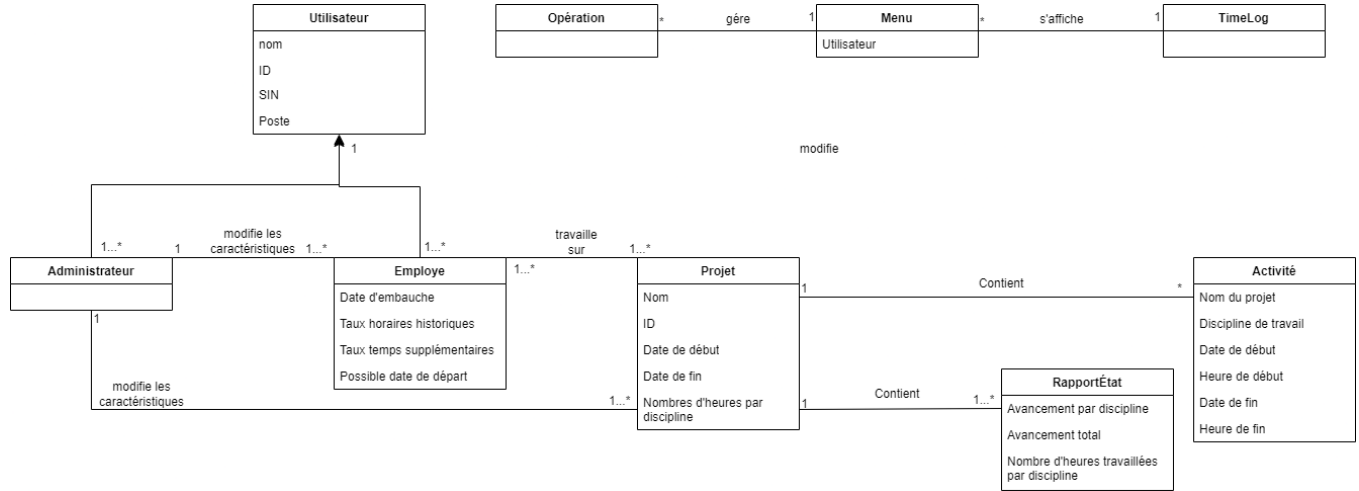 Utilisateur
nom
ID
SIN
Poste
1
Opération
*
gére
1
Menu
Utilisateur
*
s'affiche
1
TimeLog
modifie
1...*
1
modifie les
caractéristiques
1...*
1...*
travaille
sur
1...*
1...*
Administrateur
1
Employe
Date d'embauche
Taux horaires historiques
Taux temps supplémentaires
Possible date de départ
Projet
Nom
ID
Date de début
Date de fin
Nombres d'heures par
discipline
1
Contient
*
Activité
Nom du projet
Discipline de travail
Date de début
Heure de début
Date de fin
Heure de fin
modifie les
caractéristiques
1...*
1
Contient
1...*
RapportÉtat
Avancement par discipline
Avancement total
Nombre d'heures travaillées
par discipline